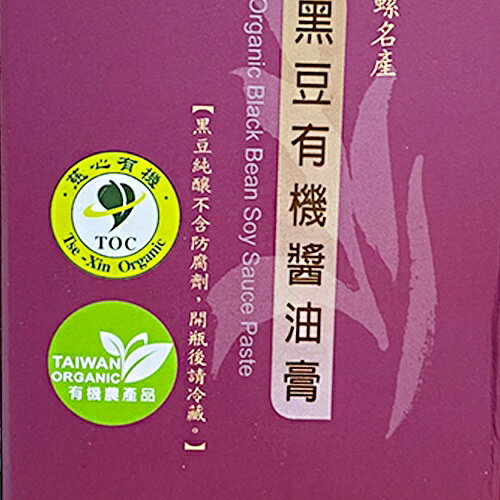 螺名產
黑豆有機醬油膏
Organic Black Bean Soy Sauce Paste
【黑豆純釀不含防腐劑，開瓶後請冷藏。】
慈心有機
TOC
Tse-Xin Organic
TAIWAN
ORGANIC
有機農產品